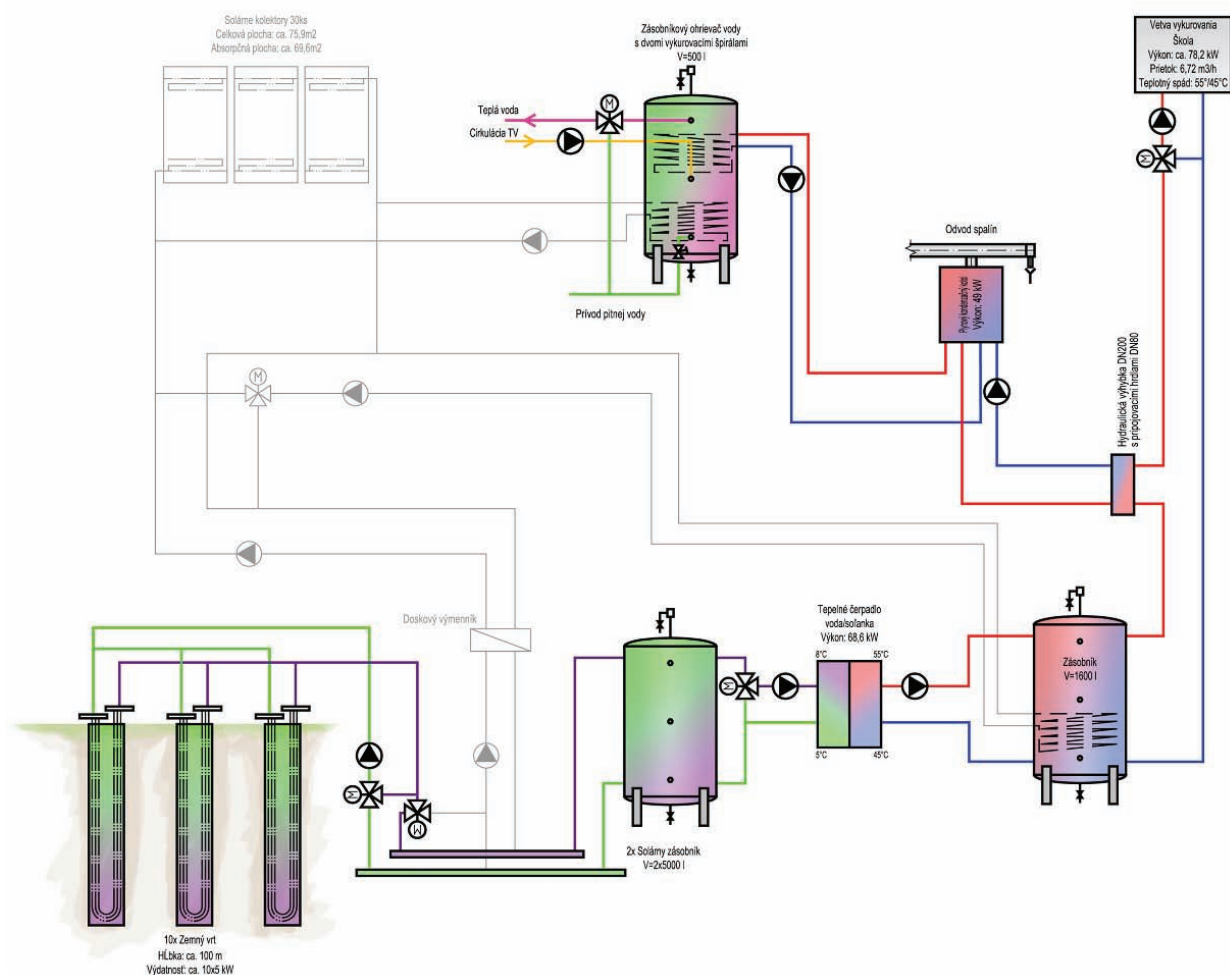 Solárne kolektory 30ks
Celková plocha: ca. 75,9m2
Absorpčná plocha: ca. 69,6m2
Zásobníkový ohrievač vody
s dvomi vykurovacími špirálami
V=500 l
Vetva vykurovania
Škola
Výkon: ca. 78,2 kW
Prietok: 6,72 m3/h
Teplotný spád: 55°/45°C
Teplá voda
M
Cirkulácia TV
M
Odvod spalín
Plynový kondenzačný kotol
Výkon: 49 kW
Prívod pitnej vody
M
Hydraulická výhybka DN200
s pripojovacími hrdlami DN80
Doskový výmenník
Tepelné čerpadlo
voda/soľanka
Výkon: 68,6 kW
8°C
55°C
Zásobník
V=1600 l
M
5°C
45°C
M
M
2x Solárny zásobník
V=2x5000 l
10x Zemný vrt
Hĺbka: ca. 100 m
Výdatnosť: ca. 10x5 kW